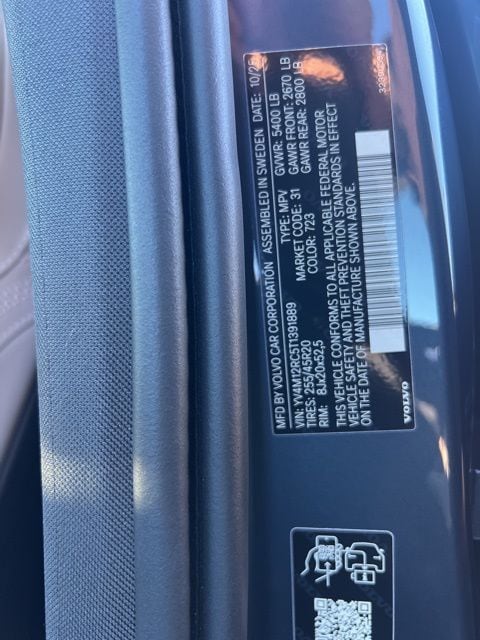 MFD BY VOLVO CAR CORPORATION ASSEMBLED IN SWEDEN DATE: 10/25
VIN: YV4M12RC5T1391889 TYPE: MPV GVWR: 5400 LB
TIRES: 255/45R20 MARKET CODE: 31 GAWR FRONT: 2670 LB
RIM: 8Jx20x52,5 COLOR: 723 GAWR REAR: 2800 LB
THIS VEHICLE CONFORMS TO ALL APPLICABLE FEDERAL MOTOR
VEHICLE SAFETY AND THEFT PREVENTION STANDARDS IN EFFECT
ON THE DATE OF MANUFACTURE SHOWN ABOVE.
VOLVO